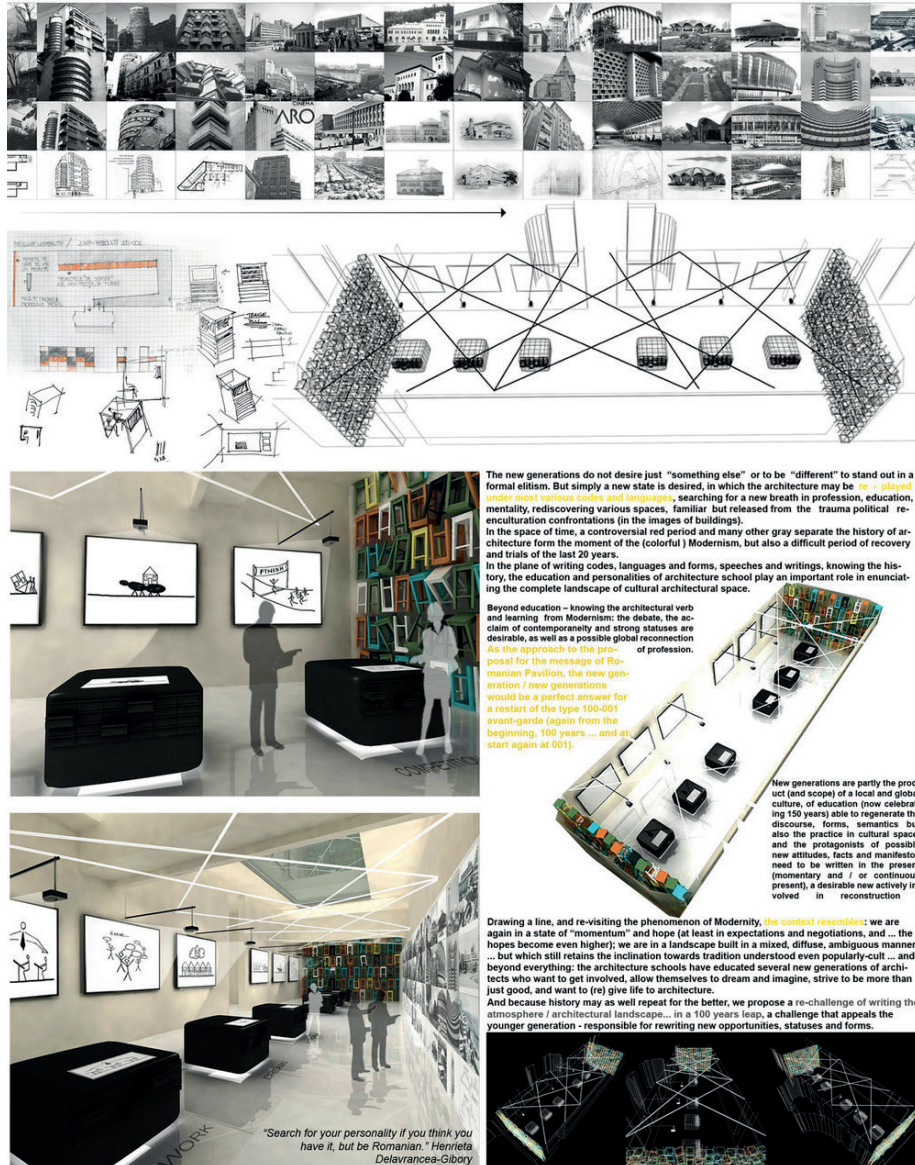 CINEMA
ARO
The new generations do not desire just “something else” or to be “different” to stand out in a
formal elitism. But simply a new state is desired, in which the architecture may be re - played
under most various codes and languages, searching for a new breath in profession, education,
mentality, rediscovering various spaces, familiar but released from the trauma political re-
enculturation confrontations (in the images of buildings).
In the space of time, a controversial red period and many other gray separate the history of ar-
chitecture form the moment of the (colorful ) Modernism, but also a difficult period of recovery
and trials of the last 20 years.
In the plane of writing codes, languages and forms, speeches and writings, knowing the his-
tory, the education and personalities of architecture school play an important role in enunciat-
ing the complete landscape of cultural architectural space.
Beyond education – knowing the architectural verb
and learning from Modernism: the debate, the ac-
claim of contemporaneity and strong statuses are
desirable, as well as a possible global reconnection
of profession.
As the approach to the pro-
posal for the message of Ro-
manian Pavilion, the new gen-
eration / new generations
would be a perfect answer for
a restart of the type 100-001
avant-garde (again from the
beginning, 100 years ... and at
start again at 001).
New generations are partly the prod
uct (and scope) of a local and globa
culture, of education (now celebrat
ing 150 years) able to regenerate th
discourse, forms, semantics bu
also the practice in cultural space
and the protagonists of possibl
new attitudes, facts and manifesto
need to be written in the presen
(momentary and / or continuou
present), a desirable new actively in
volved in reconstruction
Drawing a line, and re-visiting the phenomenon of Modernity, the context resembles: we are
again in a state of “momentum” and hope (at least in expectations and negotiations, and ... the
hopes become even higher); we are in a landscape built in a mixed, diffuse, ambiguous manner
... but which still retains the inclination towards tradition understood even popularly-cult ... and
beyond everything: the architecture schools have educated several new generations of archi-
tects who want to get involved, allow themselves to dream and imagine, strive to be more than
just good, and want to (re) give life to architecture.
And because history may as well repeat for the better, we propose a re-challenge of writing the
atmosphere / architectural landscape... in a 100 years leap, a challenge that appeals the
younger generation - responsible for rewriting new opportunities, statuses and forms.
FINISH
COMPETITION
WORK
“Search for your personality if you think you
have it, but be Romanian.” Henrieta
Delavrancea-Gibory